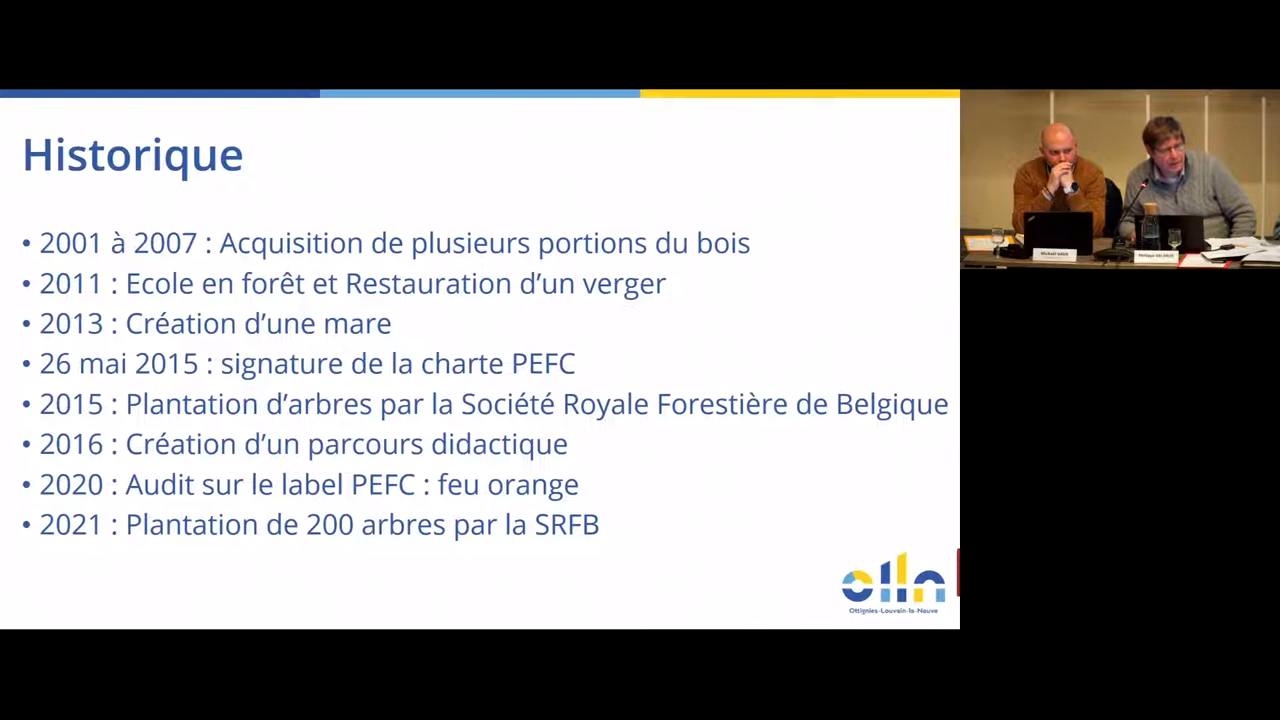 Historique
• 2001 à 2007 : Acquisition de plusieurs portions du bois
• 2011 : Ecole en forêt et Restauration d’un verger
• 2013 : Création d’une mare
• 26 mai 2015 : signature de la charte PEFC
• 2015 : Plantation d’arbres par la Société Royale Forestière de Belgique
• 2016 : Création d’un parcours didactique
• 2020 : Audit sur le label PEFC : feu orange
• 2021 : Plantation de 200 arbres par la SRFB
olln
Ottignies-Louvain-la-Neuve